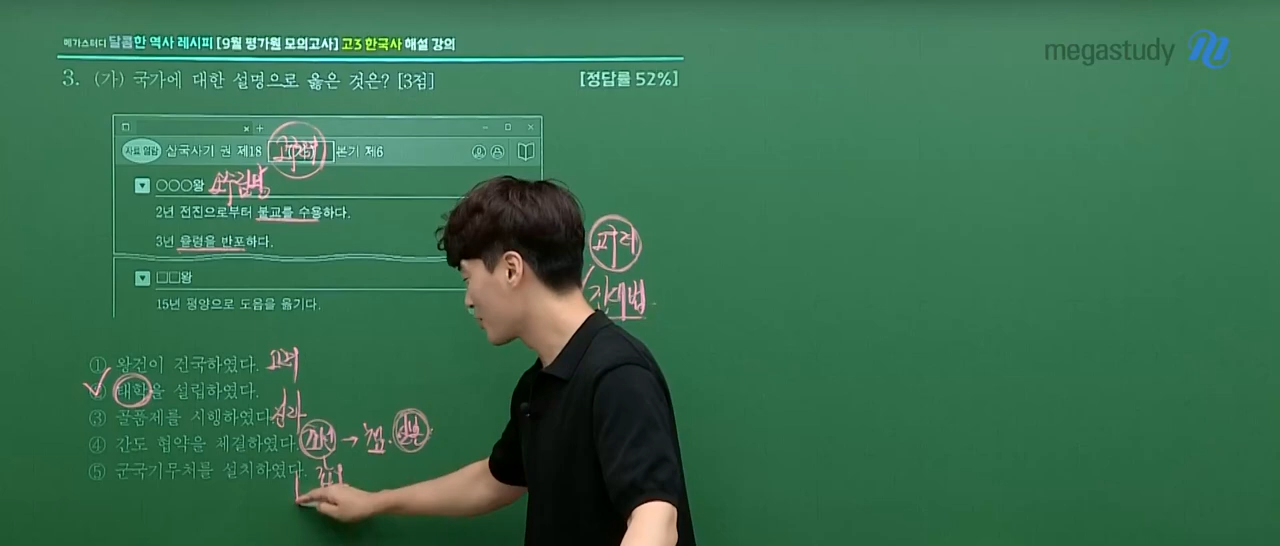 메가스터디 달콤한 역사 레시피 [9월 평가원 모의고사] 고3 한국사 해설 강의
megastudy
3. (가) 국가에 대한 설명으로 옳은 것은? [3점]
[정답률 52%]
사료 열람 삼국사기 권 제18 고구려 본기 제6
○○○왕 소수림왕
2년 전진으로부터 불교를 수용하다.
3년 율령을 반포하다.
□□왕
15년 평양으로 도읍을 옮기다.
고구려
진대법
① 왕건이 건국하였다. 고려
② 태학을 설립하였다.
③ 골품제를 시행하였다. 신라
④ 간도 협약을 체결하였다. → 청·일본
⑤ 군국기무처를 설치하였다.